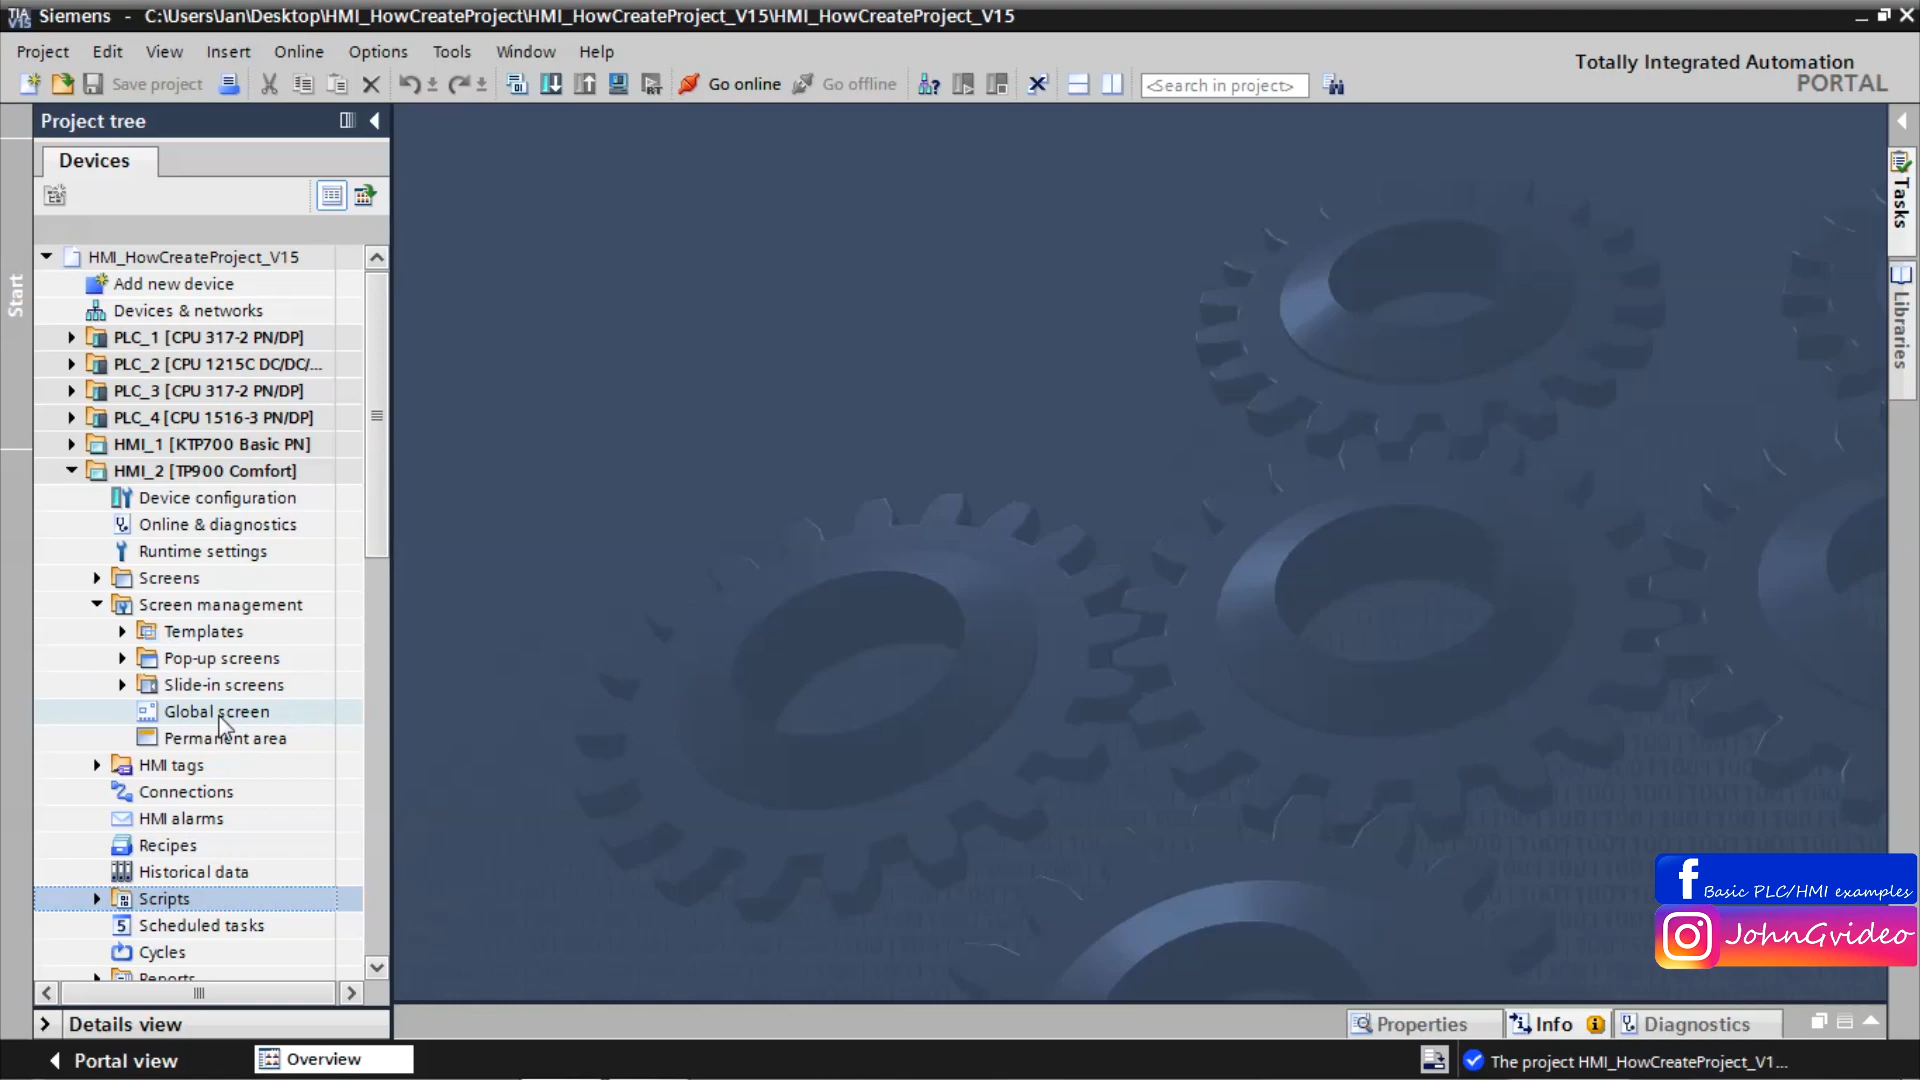 Siemens - C:\Users\Jan\Desktop\HMI_HowCreateProject\HMI_HowCreateProject_V15\HMI_HowCreateProject_V15
Project Edit View Insert Online Options Tools Window Help
Totally Integrated Automation
PORTAL
Save project
Go online
Go offline
<Search in project>
Project tree
Devices
Start
HMI_HowCreateProject_V15
Add new device
Devices & networks
PLC_1 [CPU 317-2 PN/DP]
PLC_2 [CPU 1215C DC/DC/...
PLC_3 [CPU 317-2 PN/DP]
PLC_4 [CPU 1516-3 PN/DP]
HMI_1 [KTP700 Basic PN]
HMI_2 [TP900 Comfort]
Device configuration
Online & diagnostics
Runtime settings
Screens
Screen management
Templates
Pop-up screens
Slide-in screens
Global screen
Permanent area
HMI tags
Connections
HMI alarms
Recipes
Historical data
Scripts
Scheduled tasks
Cycles
Reports
Tasks
Libraries
Basic PLC/HMI examples
JohnGvideo
Details view
Properties
Info
Diagnostics
Portal view
Overview
The project HMI_HowCreateProject_V1...